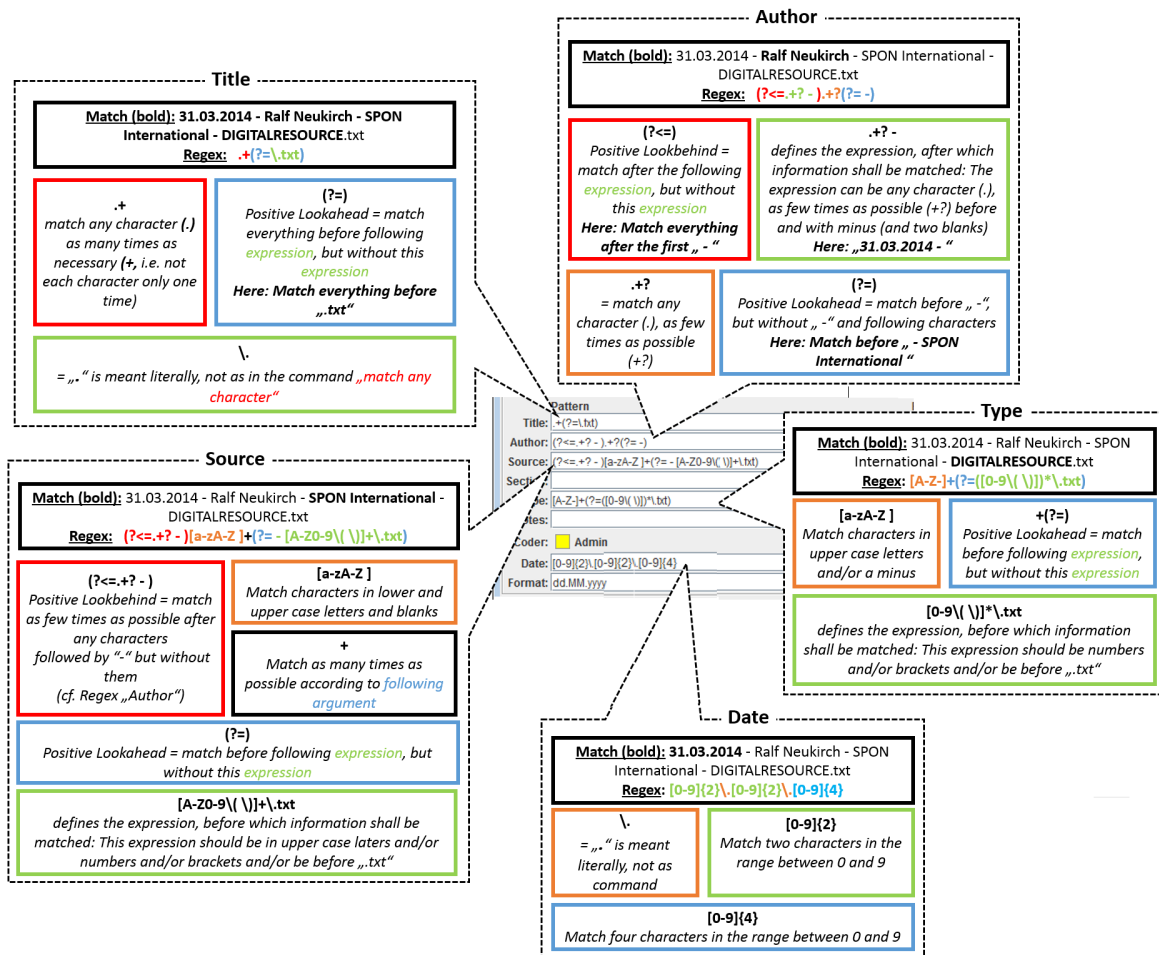 Author
Match (bold): 31.03.2014 - Ralf Neukirch - SPON International -
DIGITALRESOURCE.txt
Regex: (?<=.+? - ).+?(?= -)
(?<=)
Positive Lookbehind =
match after the following
expression, but without
this expression
Here: Match everything
after the first „ - “
.+? -
defines the expression, after which
information shall be matched: The
expression can be any character (.),
as few times as possible (+?) before
and with minus (and two blanks)
Here: „31.03.2014 - “
.+?
= match any
character (.), as few
times as possible
(+?)
(?=)
Positive Lookahead = match before „ -“,
but without „ -“ and following characters
Here: Match before „ - SPON
International “
Title
Match (bold): 31.03.2014 - Ralf Neukirch - SPON
International - DIGITALRESOURCE.txt
Regex: .+(?=\.txt)
.+
match any character (.)
as many times as
necessary (+, i.e. not
each character only one
time)
(?=)
Positive Lookahead = match
everything before following
expression, but without this
expression
Here: Match everything before
„.txt“
\.
= „.“ is meant literally, not as in the command „match any
character“
Pattern
Title: .+(?=\.txt)
Author: (?<=.+? - ).+?(?= -)
Source: (?<=.+? - )[a-zA-Z ]+(?= - [A-Z0-9\( \)]+\.txt)
Secti
e: [A-Z-]+(?=([0-9\( \)])*\.txt)
otes:
Coder: Admin
Date: [0-9]{2}\.[0-9]{2}\.[0-9]{4}
Format: dd.MM.yyyy
Type
Match (bold): 31.03.2014 - Ralf Neukirch - SPON
International - DIGITALRESOURCE.txt
Regex: [A-Z-]+(?=([0-9\( \)])*\.txt)
[a-zA-Z ]
Match characters in
upper case letters
and/or a minus
+(?=)
Positive Lookahead = match
before following expression,
but without this expression
[0-9\( \)]*\.txt
defines the expression, before which information
shall be matched: This expression should be numbers
and/or brackets and/or be before „.txt“
Source
Match (bold): 31.03.2014 - Ralf Neukirch - SPON International -
DIGITALRESOURCE.txt
Regex: (?<=.+? - )[a-zA-Z ]+(?= - [A-Z0-9\( \)]+\.txt)
(?<=.+? - )
Positive Lookbehind = match
as few times as possible after
any characters
followed by “-“ but without
them
(cf. Regex „Author“)
[a-zA-Z ]
Match characters in lower and
upper case letters and blanks
+
Match as many times as
possible according to following
argument
(?=)
Positive Lookahead = match before following expression, but
without this expression
[A-Z0-9\( \)]+\.txt
defines the expression, before which information shall be
matched: This expression should be in upper case laters and/or
numbers and/or brackets and/or be before „.txt“
Date
Match (bold): 31.03.2014 - Ralf Neukirch - SPON
International - DIGITALRESOURCE.txt
Regex: [0-9]{2}\.[0-9]{2}\.[0-9]{4}
\.
= „.“ is meant
literally, not as
command
[0-9]{2}
Match two characters in the
range between 0 and 9
[0-9]{4}
Match four characters in the range between 0 and 9